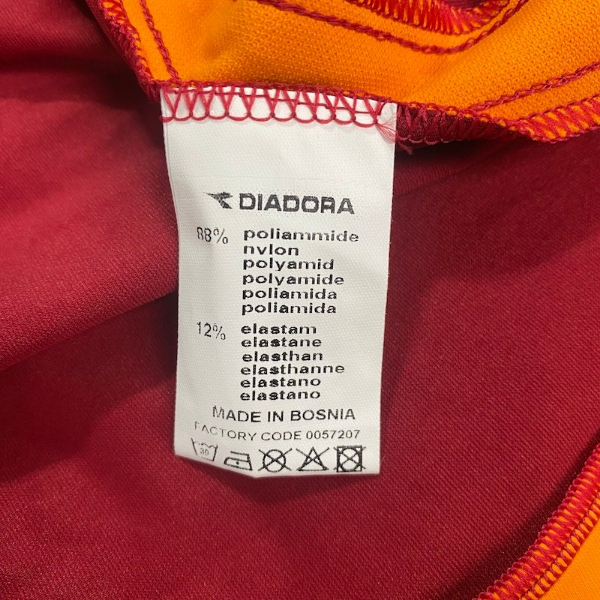 DIADORA
88% poliammide
nylon
polyamid
polyamide
poliamida
poliamida
12% elastam
elastane
elasthan
elasthanne
elastano
elastano
MADE IN BOSNIA
FACTORY CODE 0057207
30